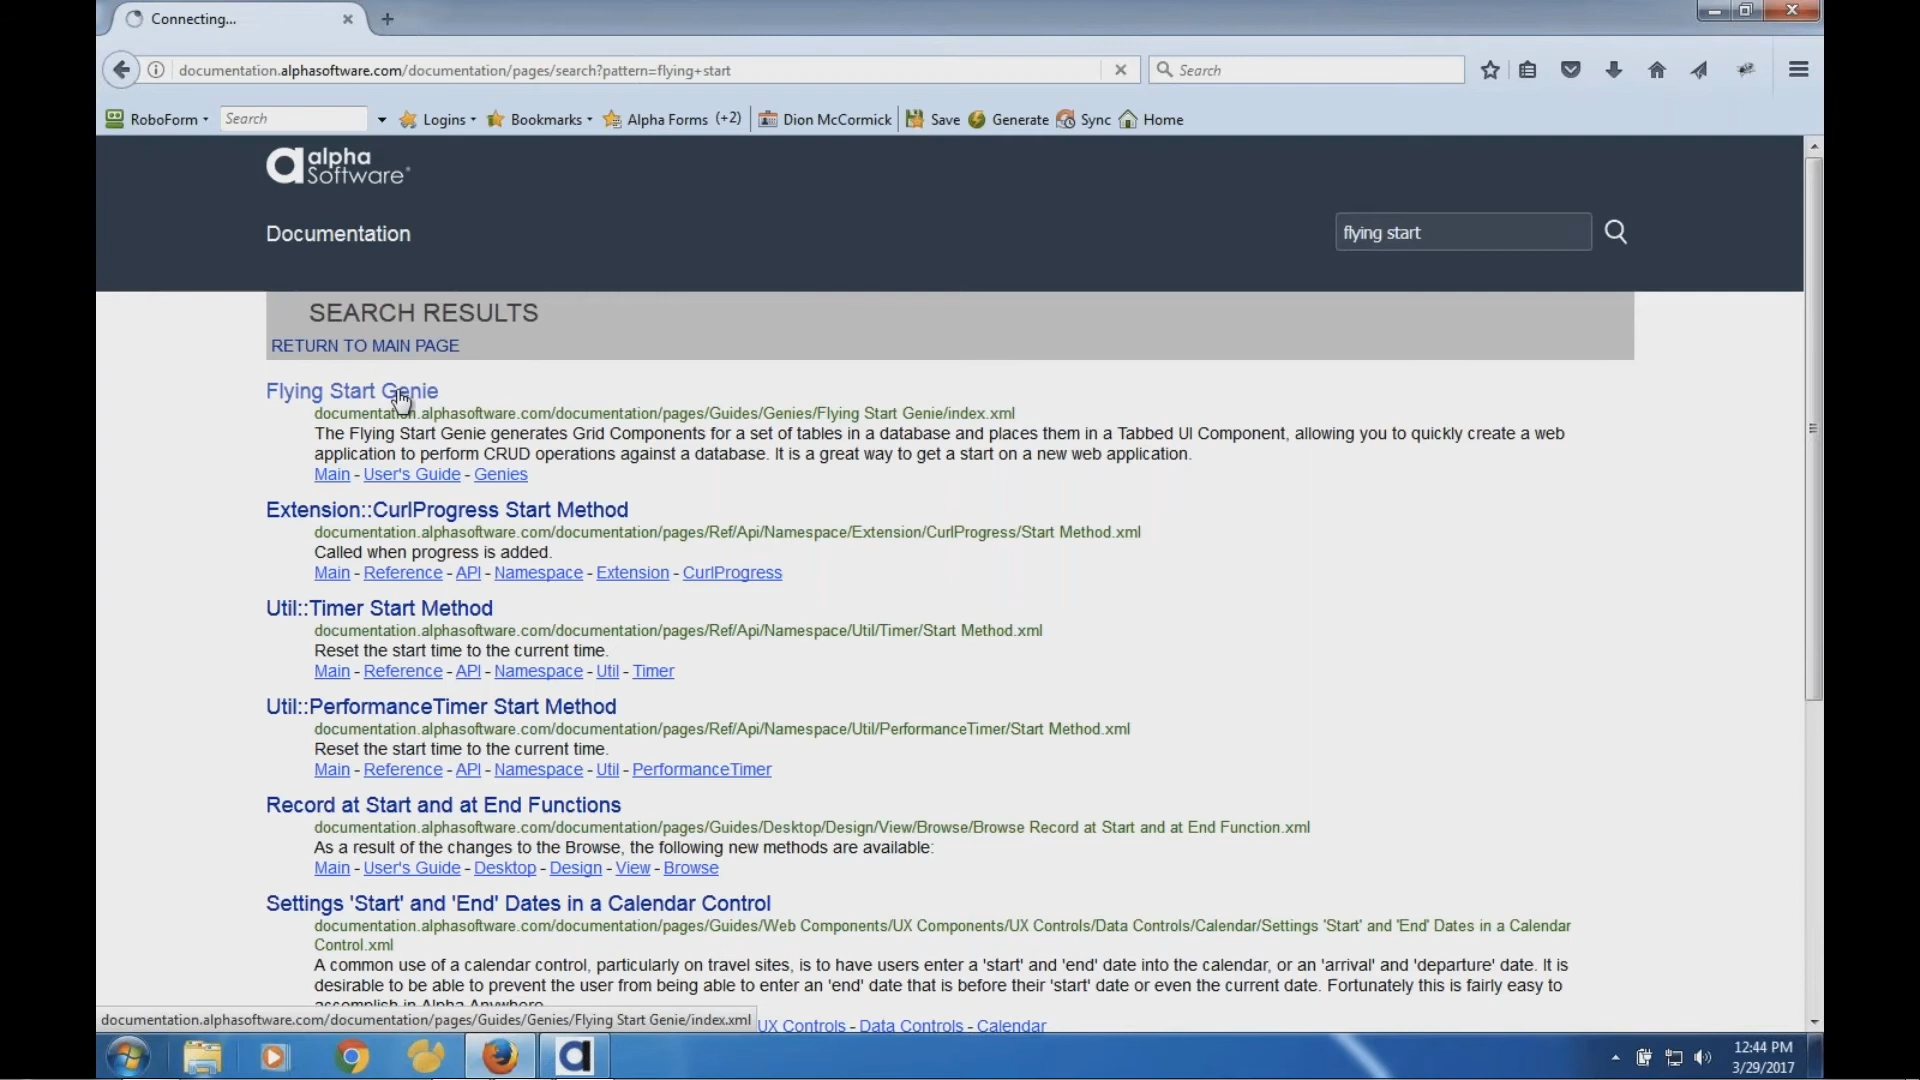 Connecting...
documentation.alphasoftware.com/documentation/pages/search?pattern=flying+start
Search
RoboForm
Search
Logins
Bookmarks
Alpha Forms (+2)
Dion McCormick
Save
Generate
Sync
Home
alpha
Software
Documentation
flying start
SEARCH RESULTS
RETURN TO MAIN PAGE
Flying Start Genie
documentation.alphasoftware.com/documentation/pages/Guides/Genies/Flying Start Genie/index.xml
The Flying Start Genie generates Grid Components for a set of tables in a database and places them in a Tabbed UI Component, allowing you to quickly create a web
application to perform CRUD operations against a database. It is a great way to get a start on a new web application.
Main - User's Guide - Genies
Extension::CurlProgress Start Method
documentation.alphasoftware.com/documentation/pages/Ref/Api/Namespace/Extension/CurlProgress/Start Method.xml
Called when progress is added.
Main - Reference - API - Namespace - Extension - CurlProgress
Util::Timer Start Method
documentation.alphasoftware.com/documentation/pages/Ref/Api/Namespace/Util/Timer/Start Method.xml
Reset the start time to the current time.
Main - Reference - API - Namespace - Util - Timer
Util::PerformanceTimer Start Method
documentation.alphasoftware.com/documentation/pages/Ref/Api/Namespace/Util/PerformanceTimer/Start Method.xml
Reset the start time to the current time.
Main - Reference - API - Namespace - Util - PerformanceTimer
Record at Start and at End Functions
documentation.alphasoftware.com/documentation/pages/Guides/Desktop/Design/View/Browse/Browse Record at Start and at End Function.xml
As a result of the changes to the Browse, the following new methods are available:
Main - User's Guide - Desktop - Design - View - Browse
Settings 'Start' and 'End' Dates in a Calendar Control
documentation.alphasoftware.com/documentation/pages/Guides/Web Components/UX Components/UX Controls/Data Controls/Calendar/Settings 'Start' and 'End' Dates in a Calendar
Control.xml
A common use of a calendar control, particularly on travel sites, is to have users enter a 'start' and 'end' date into the calendar, or an 'arrival' and 'departure' date. It is
desirable to be able to prevent the user from being able to enter an 'end' date that is before their 'start' date or even the current date. Fortunately this is fairly easy to
accomplish in Alpha Anywhere
documentation.alphasoftware.com/documentation/pages/Guides/Genies/Flying Start Genie/index.xml
UX Controls - Data Controls - Calendar
12:44 PM
3/29/2017